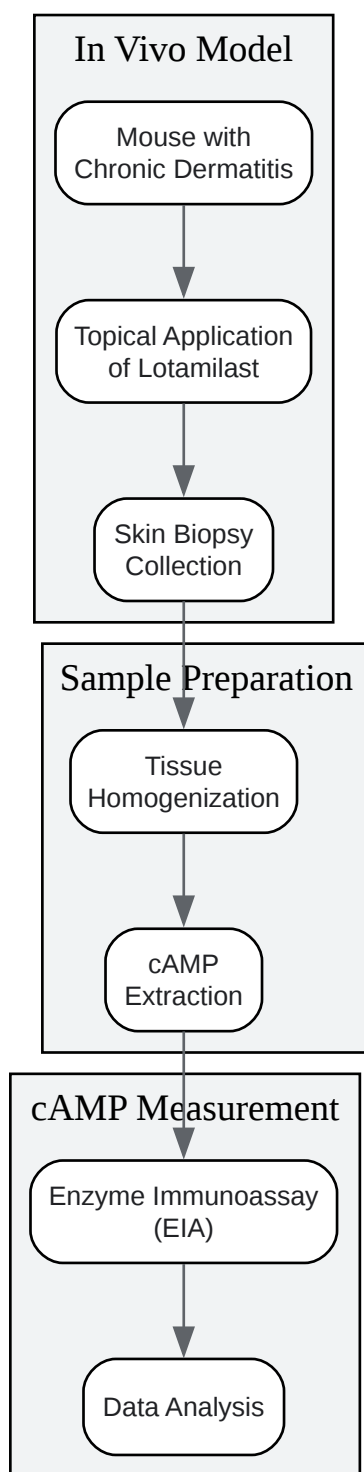 In Vivo Model
Mouse with
Chronic Dermatitis
Topical Application
of Lotamilast
Skin Biopsy
Collection
Sample Preparation
Tissue
Homogenization
cAMP
Extraction
cAMP Measurement
Enzyme Immunoassay
(EIA)
Data Analysis